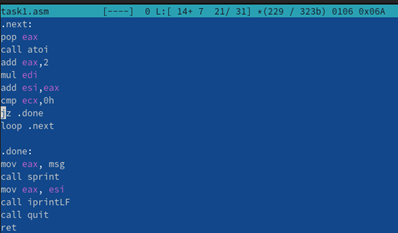 task1.asm [----] 0 L:[ 14+ 7 21/ 31] *(229 / 323b) 0106 0x06A
.next:
pop eax
call atoi
add eax,2
mul edi
add esi,eax
cmp ecx,0h
jz .done
loop .next
.done:
mov eax, msg
call sprint
mov eax, esi
call iprintLF
call quit
ret